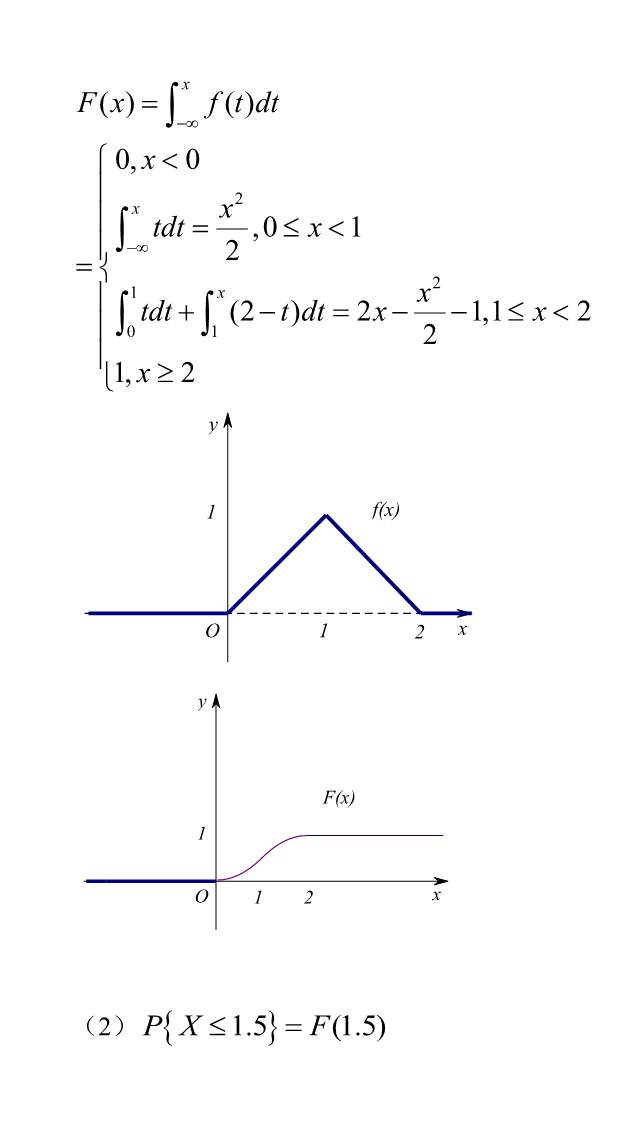 F(x) = ∫_{-∞}^{x} f(t)dt
= { 0, x < 0
∫_{-∞}^{x} tdt = x²/2 , 0 ≤ x < 1
∫_{0}^{1} tdt + ∫_{1}^{x} (2 − t)dt = 2x − x²/2 − 1, 1 ≤ x < 2
1, x ≥ 2
y
1 f(x)
O 1 2 x
y
F(x)
1
O 1 2 x
（2） P{ X ≤ 1.5} = F(1.5)